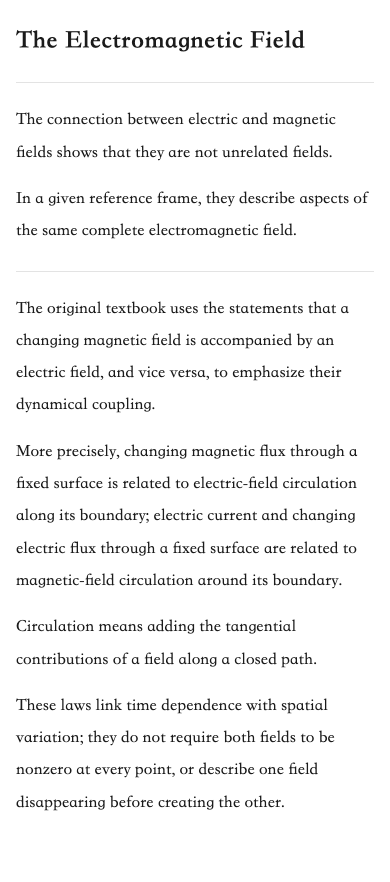 The Electromagnetic Field
The connection between electric and magnetic
fields shows that they are not unrelated fields.
In a given reference frame, they describe aspects of
the same complete electromagnetic field.
The original textbook uses the statements that a
changing magnetic field is accompanied by an
electric field, and vice versa, to emphasize their
dynamical coupling.
More precisely, changing magnetic flux through a
fixed surface is related to electric-field circulation
along its boundary; electric current and changing
electric flux through a fixed surface are related to
magnetic-field circulation around its boundary.
Circulation means adding the tangential
contributions of a field along a closed path.
These laws link time dependence with spatial
variation; they do not require both fields to be
nonzero at every point, or describe one field
disappearing before creating the other.